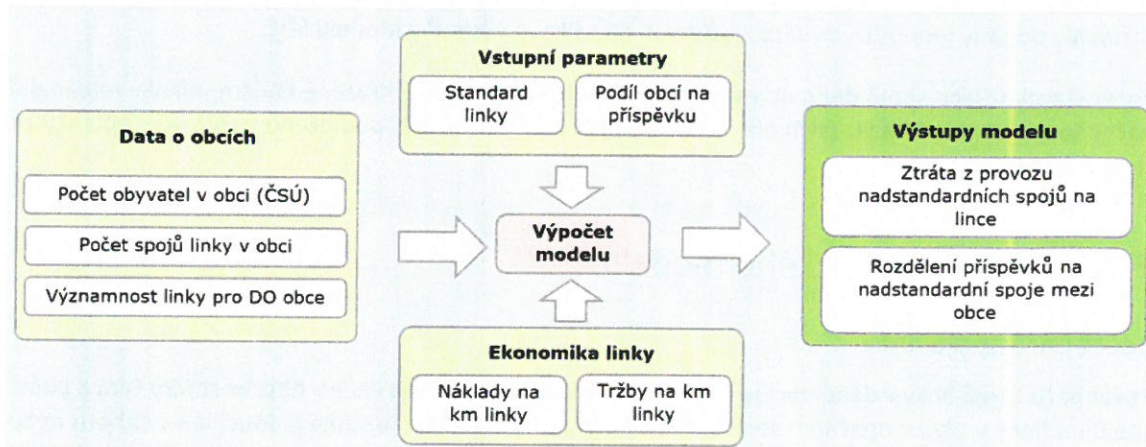 Vstupní parametry
Standard
linky
Podíl obcí na
příspěvku
Data o obcích
Počet obyvatel v obci (ČSÚ)
Počet spojů linky v obci
Významnost linky pro DO obce
Výpočet
modelu
Ekonomika linky
Náklady na
km linky
Tržby na km
linky
Výstupy modelu
Ztráta z provozu
nadstandardních spojů na
lince
Rozdělení příspěvků na
nadstandardní spoje mezi
obce